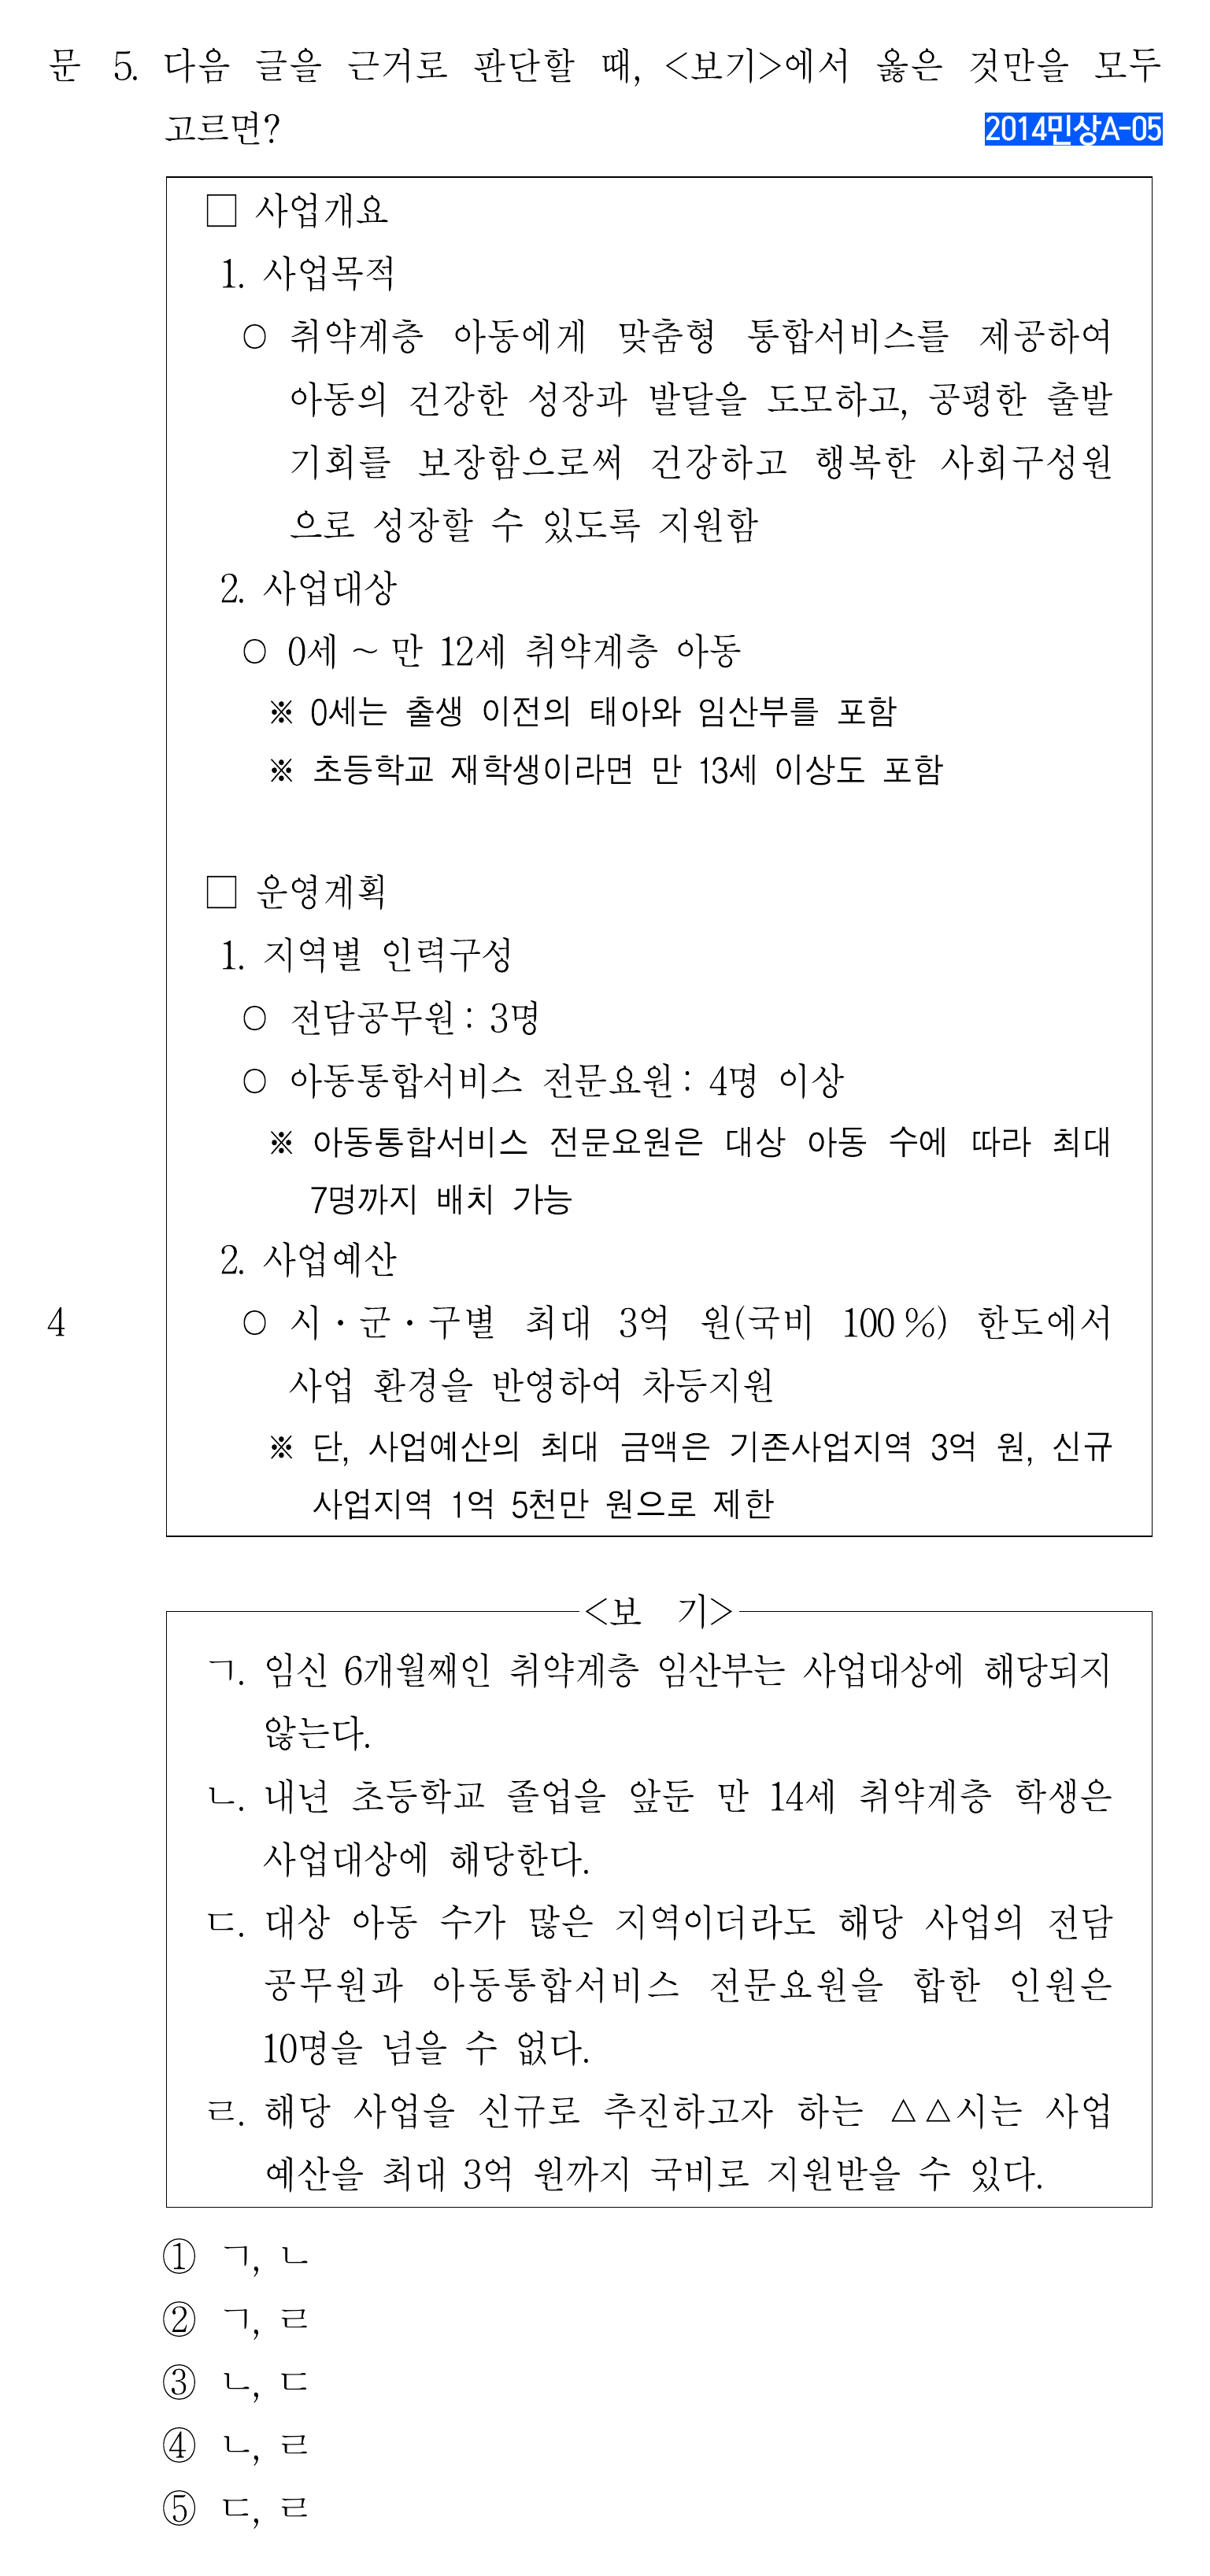 문 5. 다음 글을 근거로 판단할 때, <보기>에서 옳은 것만을 모두
고르면?
2014민상A-05
□ 사업개요
1. 사업목적
○ 취약계층 아동에게 맞춤형 통합서비스를 제공하여
아동의 건강한 성장과 발달을 도모하고, 공평한 출발
기회를 보장함으로써 건강하고 행복한 사회구성원
으로 성장할 수 있도록 지원함
2. 사업대상
○ 0세 ~ 만 12세 취약계층 아동
※ 0세는 출생 이전의 태아와 임산부를 포함
※ 초등학교 재학생이라면 만 13세 이상도 포함
□ 운영계획
1. 지역별 인력구성
○ 전담공무원: 3명
○ 아동통합서비스 전문요원: 4명 이상
※ 아동통합서비스 전문요원은 대상 아동 수에 따라 최대
7명까지 배치 가능
2. 사업예산
4
○ 시·군·구별 최대 3억 원(국비 100%) 한도에서
사업 환경을 반영하여 차등지원
※ 단, 사업예산의 최대 금액은 기존사업지역 3억 원, 신규
사업지역 1억 5천만 원으로 제한
<보 기>
ㄱ. 임신 6개월째인 취약계층 임산부는 사업대상에 해당되지
않는다.
ㄴ. 내년 초등학교 졸업을 앞둔 만 14세 취약계층 학생은
사업대상에 해당한다.
ㄷ. 대상 아동 수가 많은 지역이더라도 해당 사업의 전담
공무원과 아동통합서비스 전문요원을 합한 인원은
10명을 넘을 수 없다.
ㄹ. 해당 사업을 신규로 추진하고자 하는 △△시는 사업
예산을 최대 3억 원까지 국비로 지원받을 수 있다.
① ㄱ, ㄴ
② ㄱ, ㄹ
③ ㄴ, ㄷ
④ ㄴ, ㄹ
⑤ ㄷ, ㄹ